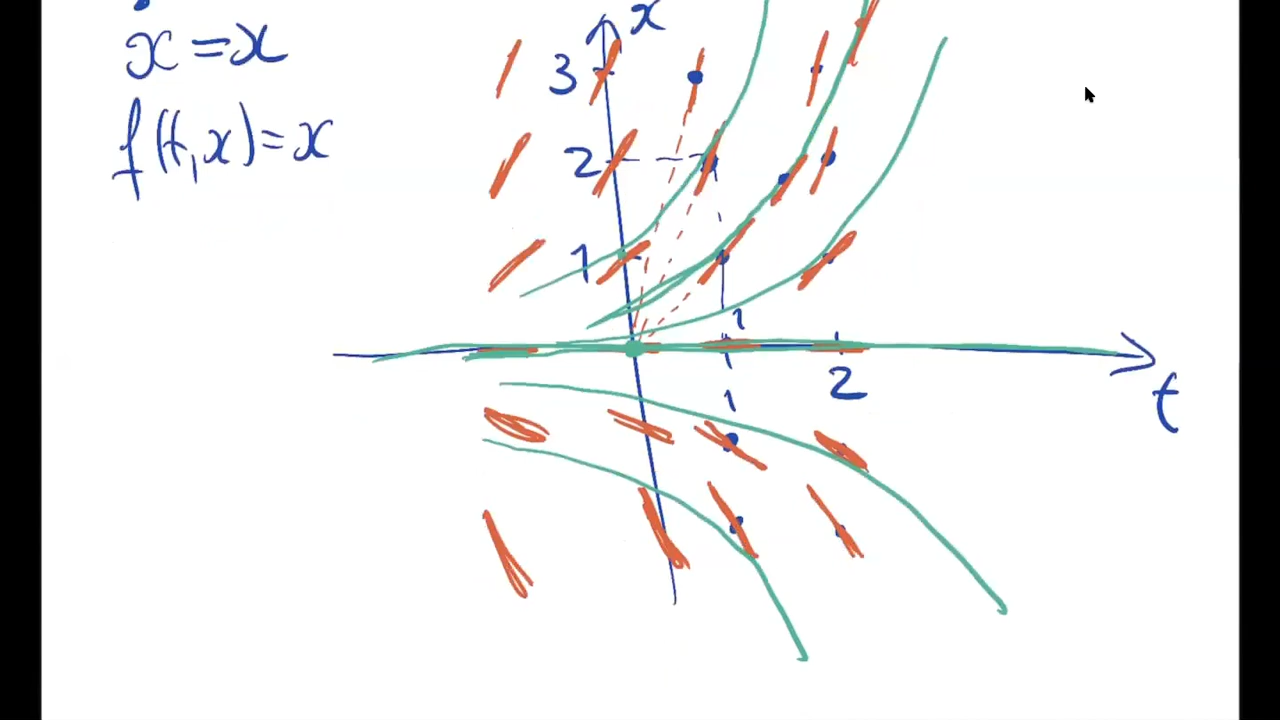 ẋ = x
f(t,x) = x
x
3
2
1
1
1
2
t